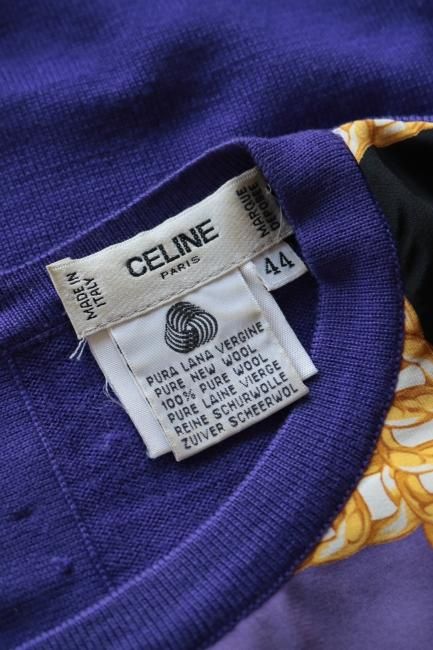 MADE IN
ITALY
CELINE
PARIS
MARQUE
DEPOSE
44
PURA LANA VERGINE
PURE NEW WOOL
100% PURE WOOL
PURE LAINE VIERGE
REINE SCHURWOLLE
ZUIVER SCHEERWOL